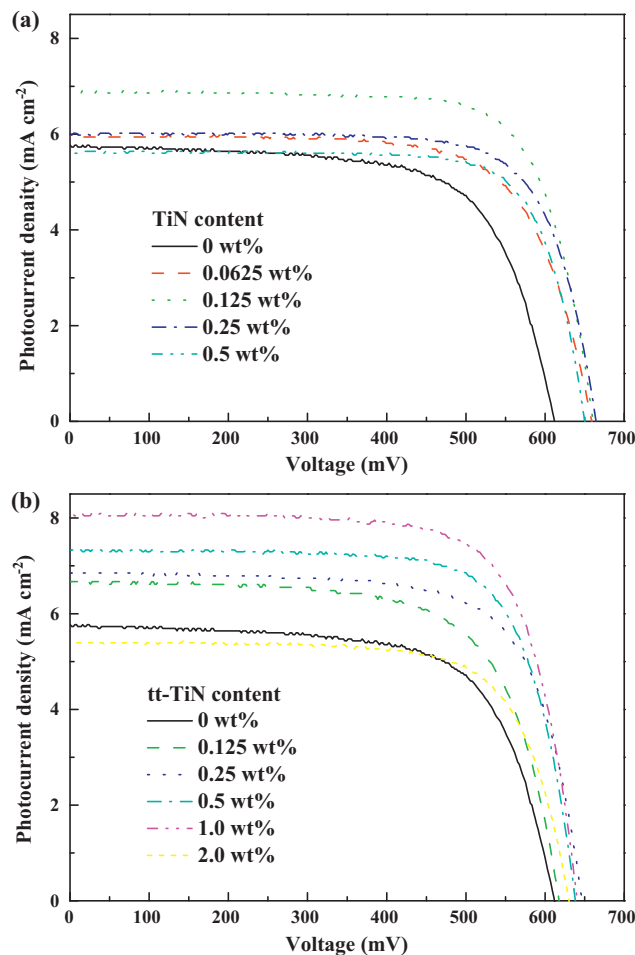 (a)
8
6
4
2
0
Photocurrent denaity (mA cm-2)
TiN content
0 wt%
0.0625 wt%
0.125 wt%
0.25 wt%
0.5 wt%
0 100 200 300 400 500 600 700
Voltage (mV)
(b)
8
6
4
2
0
Photocurrent density (mA cm-2)
tt-TiN content
0 wt%
0.125 wt%
0.25 wt%
0.5 wt%
1.0 wt%
2.0 wt%
0 100 200 300 400 500 600 700
Voltage (mV)